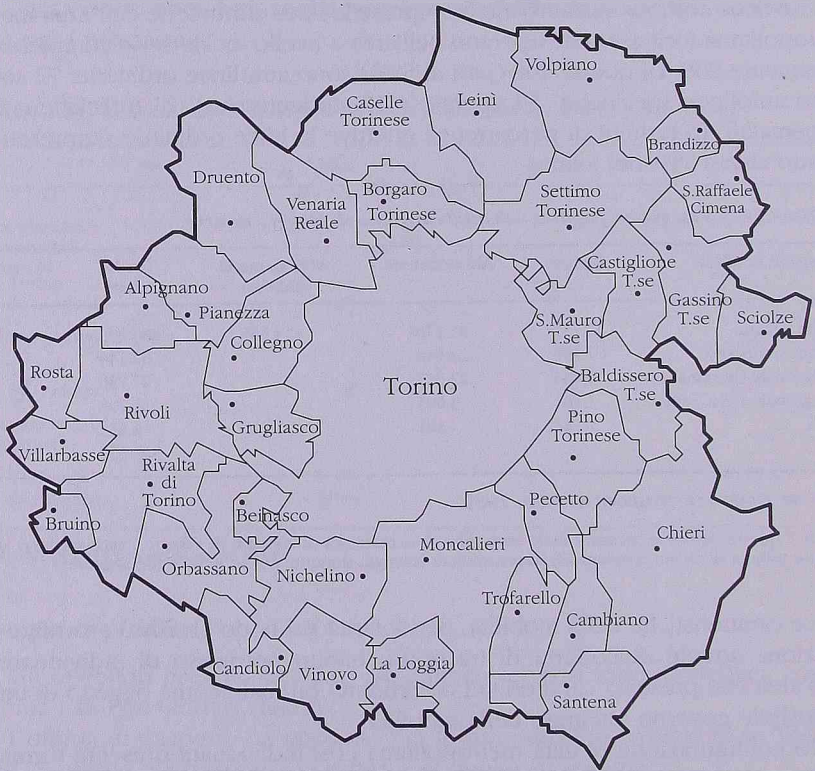 Volpiano
Leinì
Caselle
Torinese
Brandizzo
Druento
Borgaro
Torinese
Settimo
Torinese
S.Raffaele
Cimena
Venaria
Reale
Castiglione
T.se
Alpignano
Pianezza
Gassino
T.se
Sciolze
S.Mauro
T.se
Collegno
Rosta
Torino
Baldissero
T.se
Rivoli
Grugliasco
Pino
Torinese
Villarbasse
Rivalta
di
Torino
Pecetto
Beinasco
Bruino
Chieri
Moncalieri
Orbassano
Nichelino
Trofarello
Cambiano
Candiolo
Vinovo
La Loggia
Santena